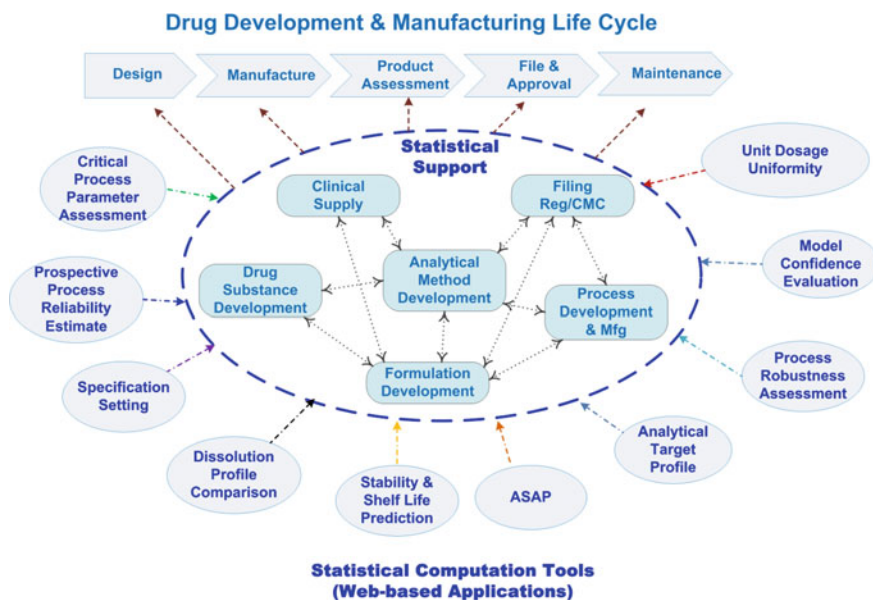 Drug Development & Manufacturing Life Cycle
Design
Manufacture
Product
Assessment
File &
Approval
Maintenance
Statistical
Support
Critical
Process
Parameter
Assessment
Clinical
Supply
Filing
Reg/CMC
Unit Dosage
Uniformity
Prospective
Process
Reliability
Estimate
Drug
Substance
Development
Analytical
Method
Development
Process
Development
& Mfg
Model
Confidence
Evaluation
Specification
Setting
Formulation
Development
Process
Robustness
Assessment
Dissolution
Profile
Comparison
Stability &
Shelf Life
Prediction
ASAP
Analytical
Target
Profile
Statistical Computation Tools
(Web-based Applications)